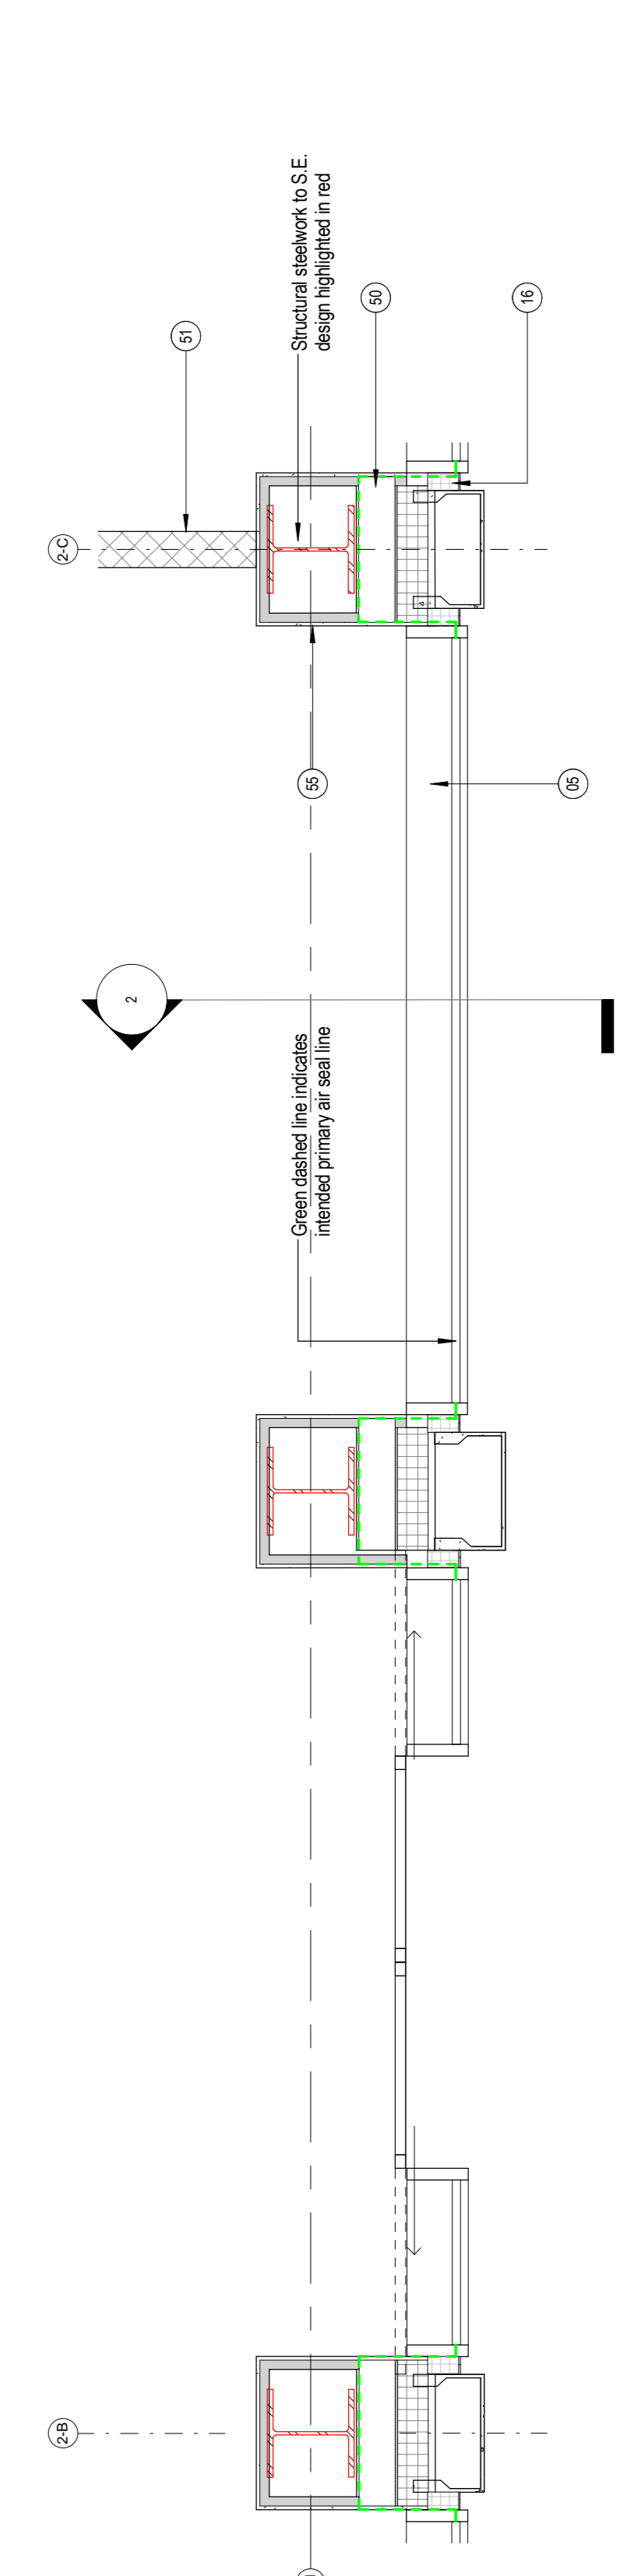 Structural steelwork to S.E.
design highlighted in red
51
50
16
2-C
55
05
2
Green dashed line indicates
intended primary air seal line
2-B